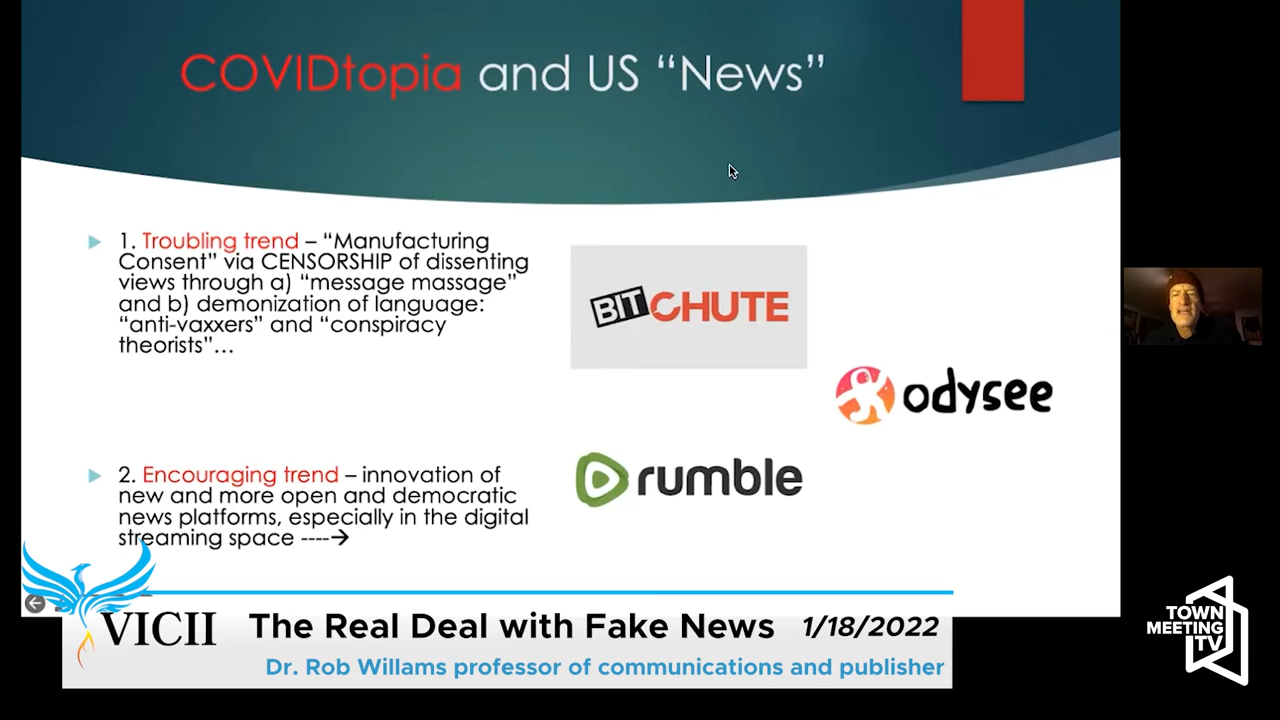 COVIDtopia and US “News”
1. Troubling trend – “Manufacturing
Consent” via CENSORSHIP of dissenting
views through a) “message massage”
and b) demonization of language:
“anti-vaxxers” and “conspiracy
theorists”…
BITCHUTE
odysee
2. Encouraging trend – innovation of
new and more open and democratic
news platforms, especially in the digital
streaming space ----→
rumble
VICII
The Real Deal with Fake News 1/18/2022
Dr. Rob Willams professor of communications and publisher
TOWN
MEETING
TV